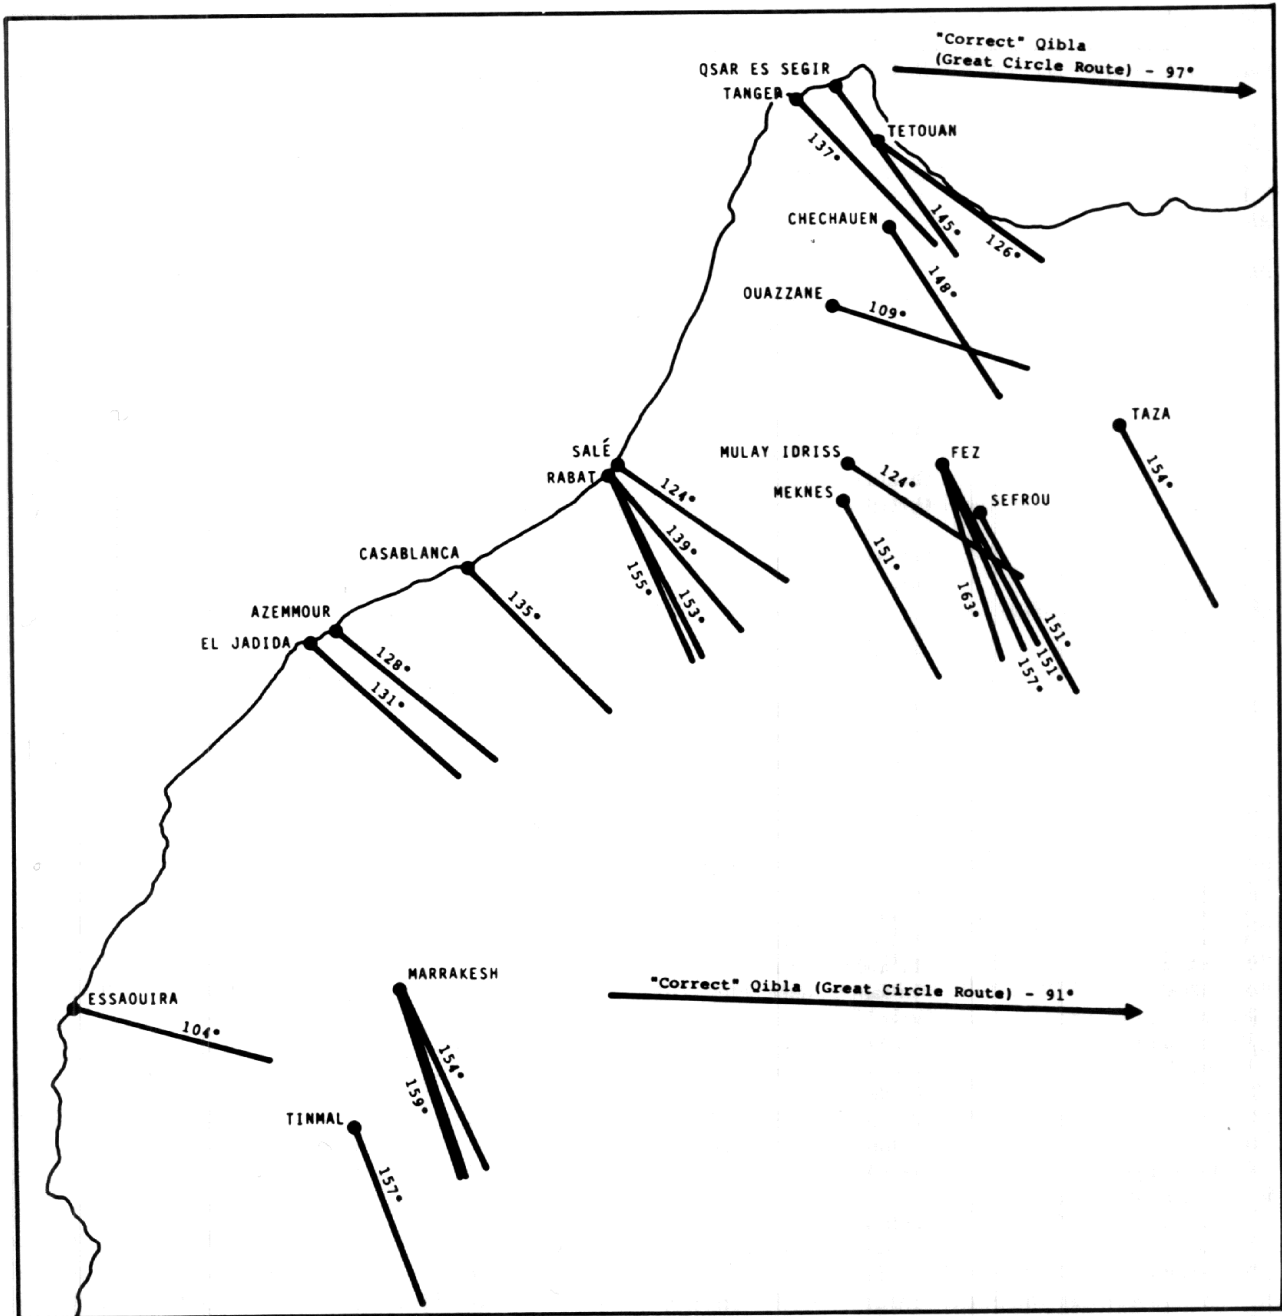 "Correct" Qibla
(Great Circle Route) - 97°
QSAR ES SEGIR
TANGER
137°
TETOUAN
145°
126°
CHECHAUEN
148°
OUAZZANE
109°
TAZA
154°
SALÉ
RABAT
124°
139°
153°
155°
MULAY IDRISS
124°
MEKNES
151°
FEZ
SEFROU
163°
151°
151°
157°
CASABLANCA
135°
AZEMMOUR
EL JADIDA
128°
131°
MARRAKESH
154°
159°
"Correct" Qibla (Great Circle Route) - 91°
ESSAOUIRA
104°
TINMAL
157°